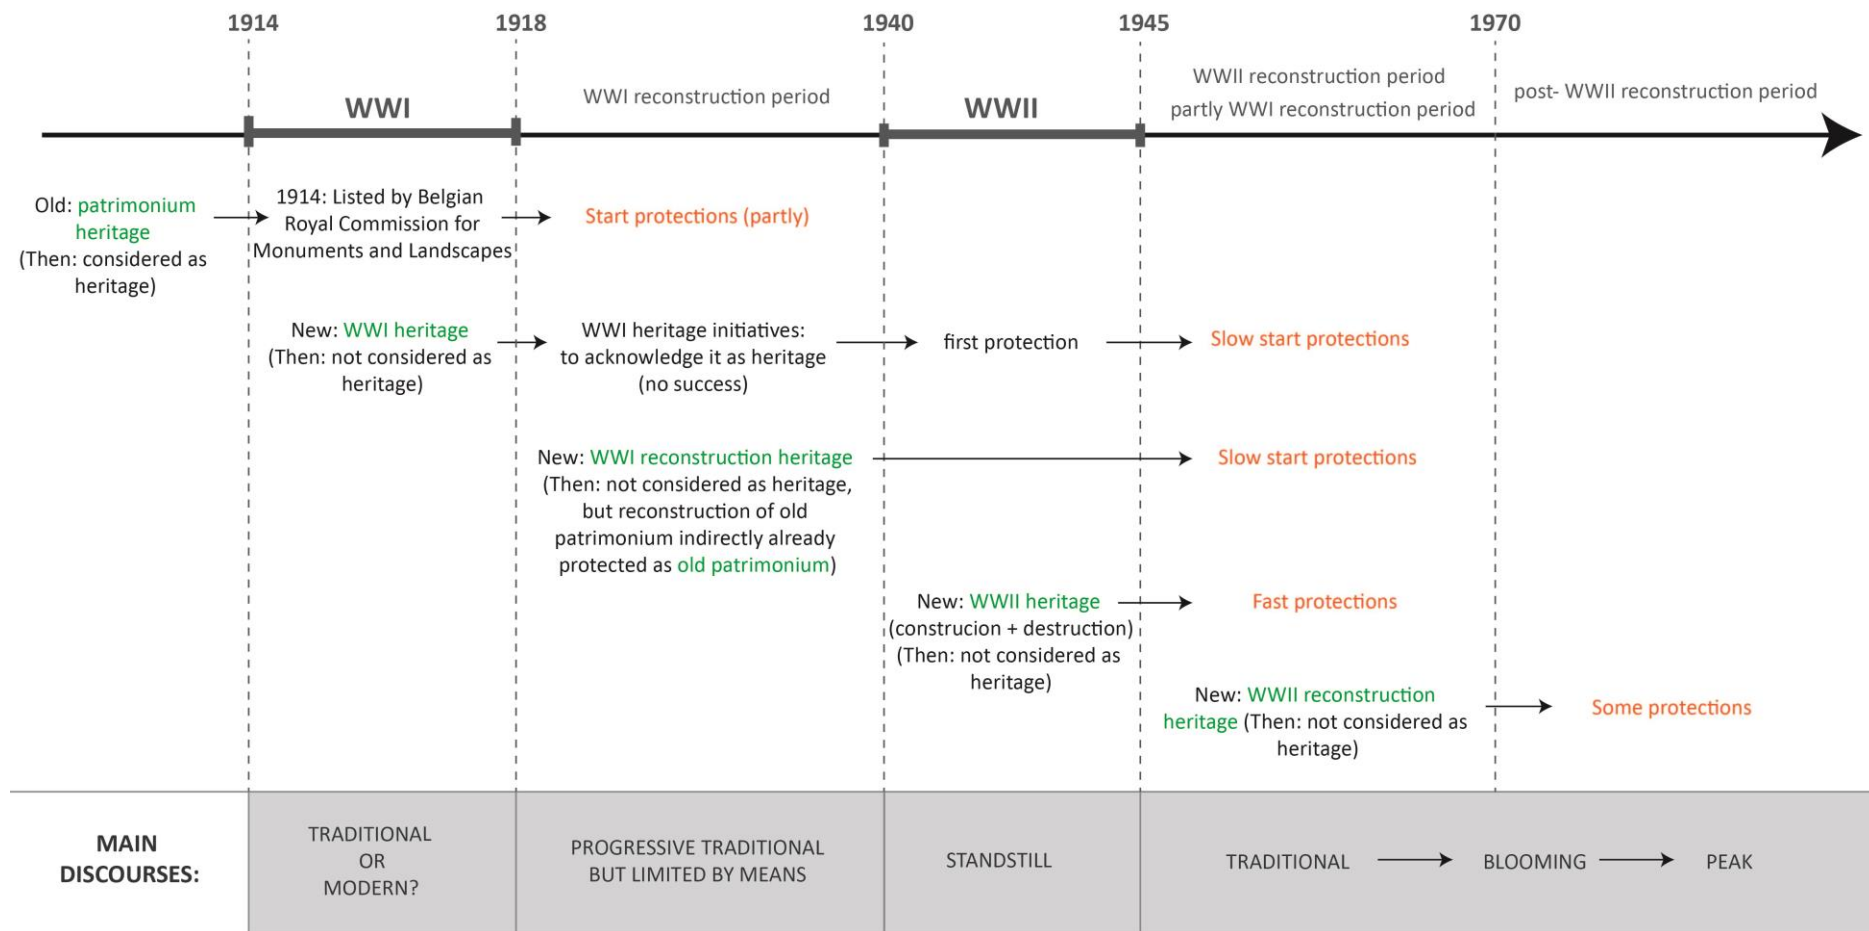 1914
1918
1940
1945
1970
WWI
WWI reconstruction period
WWII
WWII reconstruction period
partly WWI reconstruction period
post- WWII reconstruction period
Old: patrimonium
heritage
(Then: considered as
heritage)
1914: Listed by Belgian
Royal Commission for
Monuments and Landscapes
Start protections (partly)
New: WWI heritage
(Then: not considered as
heritage)
WWI heritage initiatives:
to acknowledge it as heritage
(no success)
first protection
Slow start protections
New: WWI reconstruction heritage
(Then: not considered as heritage,
but reconstruction of old
patrimonium indirectly already
protected as old patrimonium)
Slow start protections
New: WWII heritage
(construcion + destruction)
(Then: not considered as
heritage)
Fast protections
New: WWII reconstruction
heritage (Then: not considered as
heritage)
Some protections
MAIN
DISCOURSES:
TRADITIONAL
OR
MODERN?
PROGRESSIVE TRADITIONAL
BUT LIMITED BY MEANS
STANDSTILL
TRADITIONAL
BLOOMING
PEAK